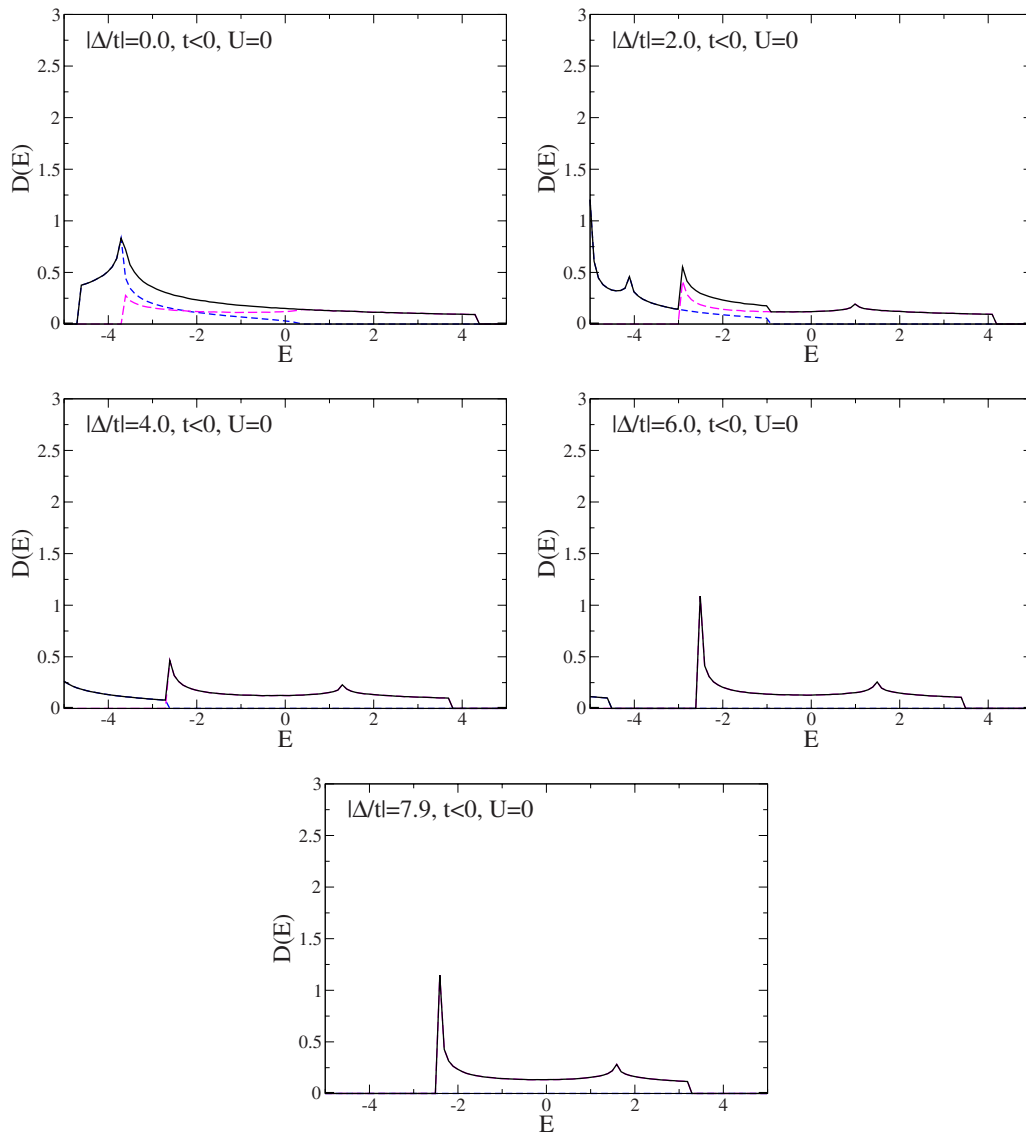 |Δ/t|=0.0, t<0, U=0
D(E)
3
2.5
2
1.5
1
0.5
0
-4 -2 0 2 4
E
|Δ/t|=2.0, t<0, U=0
D(E)
3
2.5
2
1.5
1
0.5
0
-4 -2 0 2 4
E
|Δ/t|=4.0, t<0, U=0
D(E)
3
2.5
2
1.5
1
0.5
0
-4 -2 0 2 4
E
|Δ/t|=6.0, t<0, U=0
D(E)
3
2.5
2
1.5
1
0.5
0
-4 -2 0 2 4
E
|Δ/t|=7.9, t<0, U=0
D(E)
3
2.5
2
1.5
1
0.5
0
-4 -2 0 2 4
E